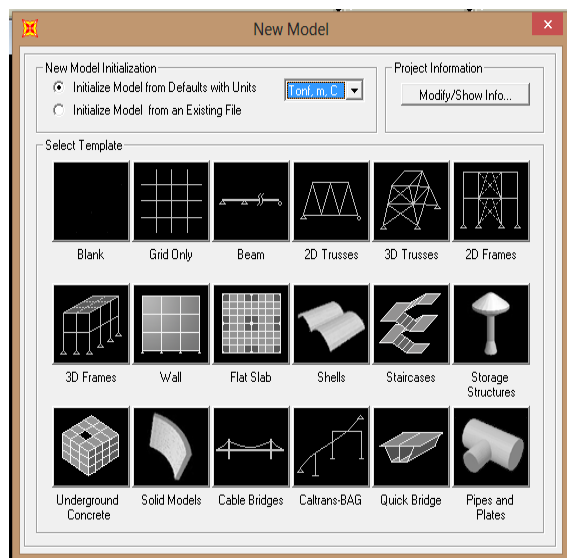 New Model
x
New Model Initialization
Initialize Model from Defaults with Units
Tonf, m, C
Initialize Model from an Existing File
Project Information
Modify/Show Info...
Select Template
Blank
Grid Only
Beam
2D Trusses
3D Trusses
2D Frames
3D Frames
Wall
Flat Slab
Shells
Staircases
Storage
Structures
Underground
Concrete
Solid Models
Cable Bridges
Caltrans-BAG
Quick Bridge
Pipes and
Plates